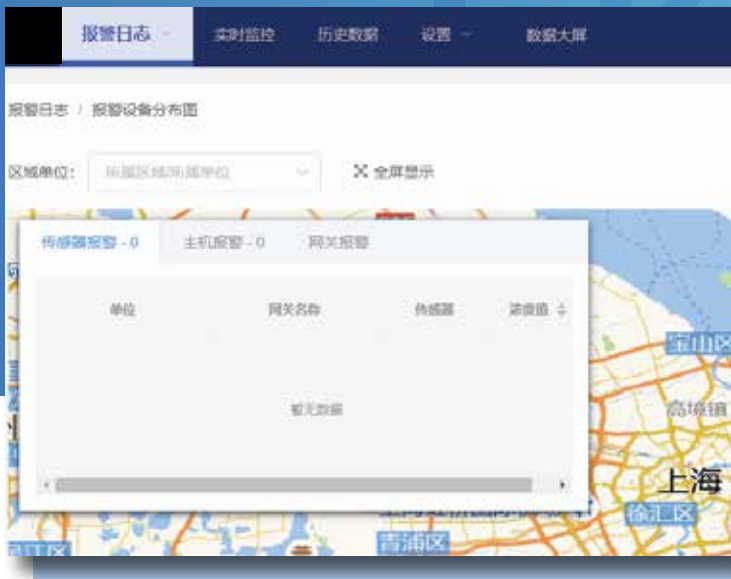 报警日志 实时监控 历史数据 设置 数据大屏
报警日志 / 报警设备分布图
区域单位: 所属区域/所属单位 全屏显示
传感器报警 - 0 主机报警 - 0 网关报警
单位 网关名称 传感器 浓度值
暂无数据
宝山区
高境镇
上海
徐汇区
青浦区